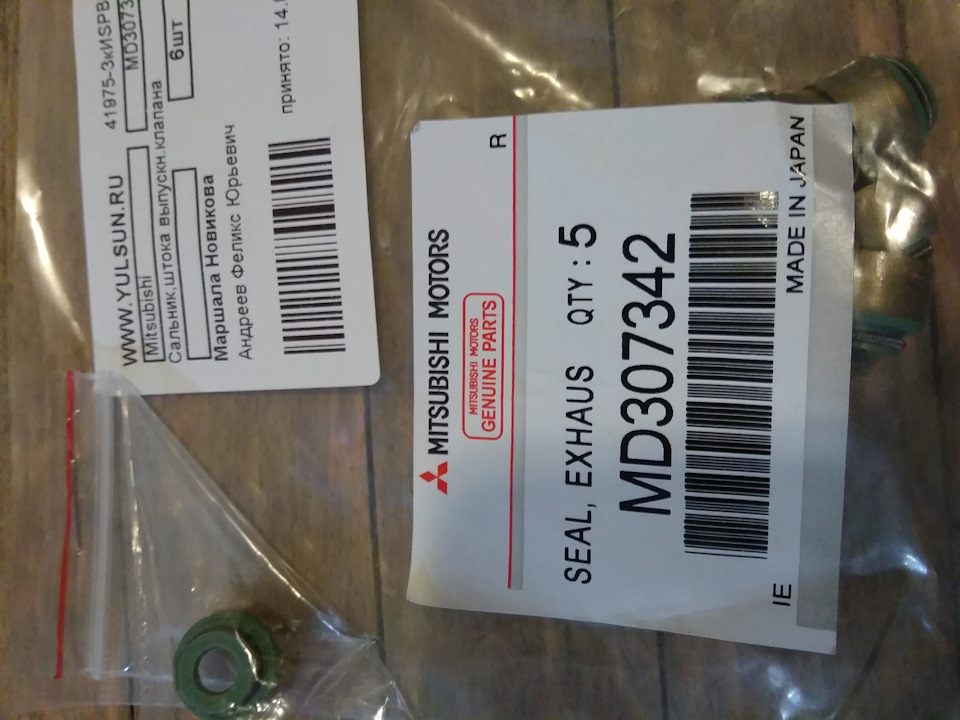 41975-ЗкИSPB
WWW.YULSUN.RU
Mitsubishi
MD3073
Сальник,штока выпускн.клапана
6шт
Маршала Новикова
Андреев Феликс Юрьевич
принято: 14.
MITSUBISHI MOTORS
R
MITSUBISHI MOTORS
GENUINE PARTS
SEAL, EXHAUS QTY : 5
MD307342
IE MADE IN JAPAN